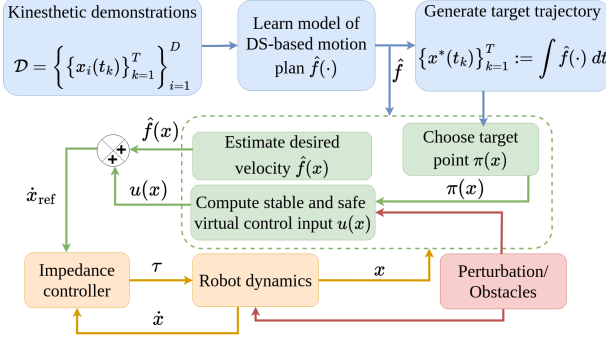 Kinesthetic demonstrations
𝒟 = { { x_i(t_k) }_{k=1}^{T} }_{i=1}^{D}
Learn model of
DS-based motion
plan f̂(·)
Generate target trajectory
{ x*(t_k) }_{k=1}^{T} := ∫ f̂(·) dt
f̂
f̂(x)
Estimate desired
velocity f̂(x)
Choose target
point π(x)
π(x)
u(x)
Compute stable and safe
virtual control input u(x)
ẋ_ref
Impedance
controller
τ
Robot dynamics
x
Perturbation/
Obstacles
ẋ